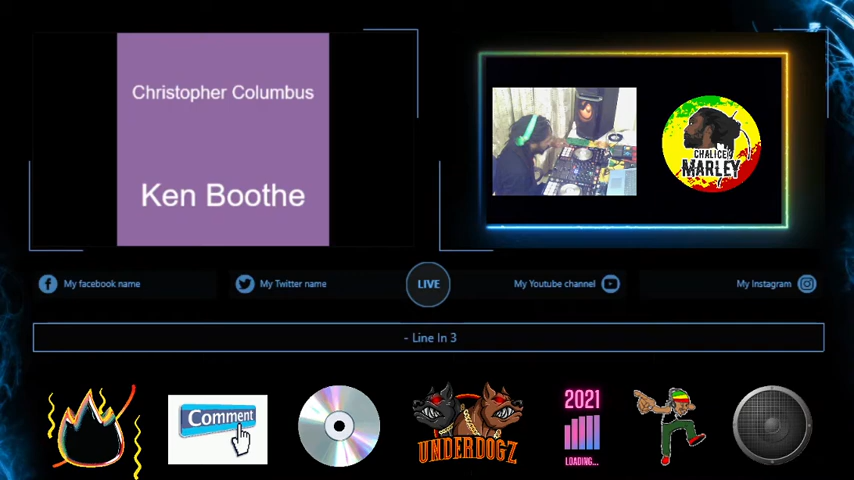 Christopher Columbus
Ken Boothe
CHALICE
MARLEY
My facebook name
My Twitter name
LIVE
My Youtube channel
My Instagram
- Line In 3
Comment
UNDERDOGZ
2021
LOADING...